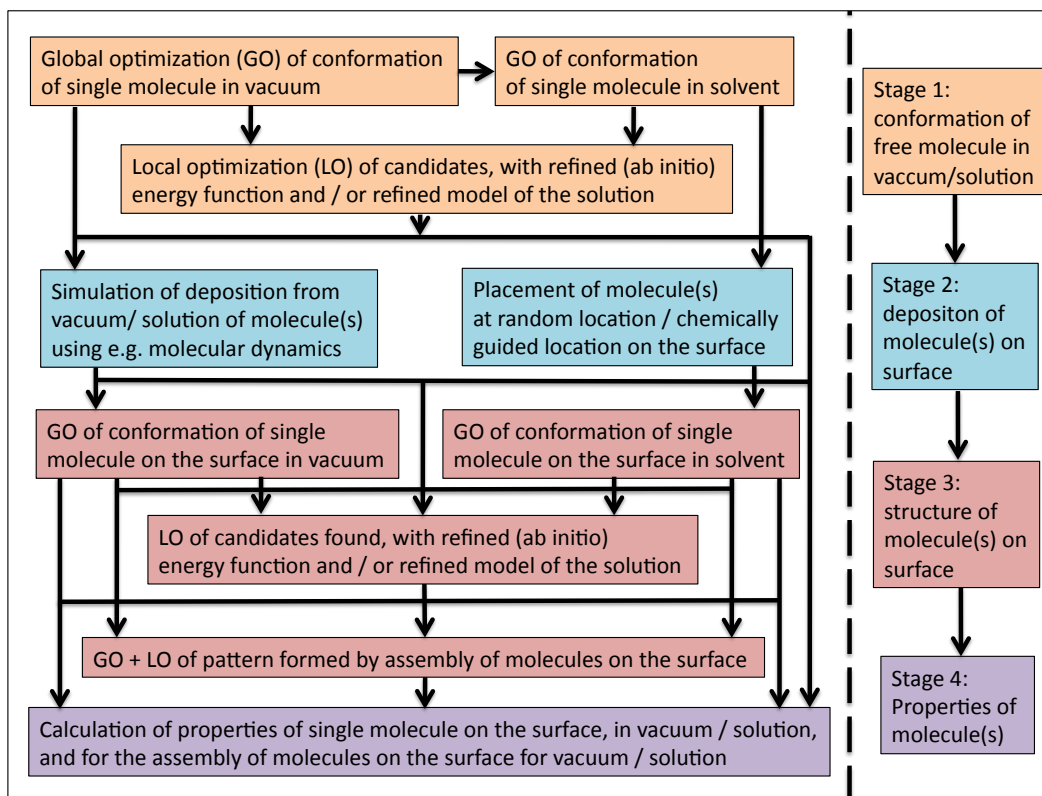 Global optimization (GO) of conformation
of single molecule in vacuum
GO of conformation
of single molecule in solvent
Local optimization (LO) of candidates, with refined (ab initio)
energy function and / or refined model of the solution
Simulation of deposition from
vacuum/ solution of molecule(s)
using e.g. molecular dynamics
Placement of molecule(s)
at random location / chemically
guided location on the surface
GO of conformation of single
molecule on the surface in vacuum
GO of conformation of single
molecule on the surface in solvent
LO of candidates found, with refined (ab initio)
energy function and / or refined model of the solution
GO + LO of pattern formed by assembly of molecules on the surface
Calculation of properties of single molecule on the surface, in vacuum / solution,
and for the assembly of molecules on the surface for vacuum / solution
Stage 1:
conformation of
free molecule in
vaccum/solution
Stage 2:
depositon of
molecule(s) on
surface
Stage 3:
structure of
molecule(s) on
surface
Stage 4:
Properties of
molecule(s)